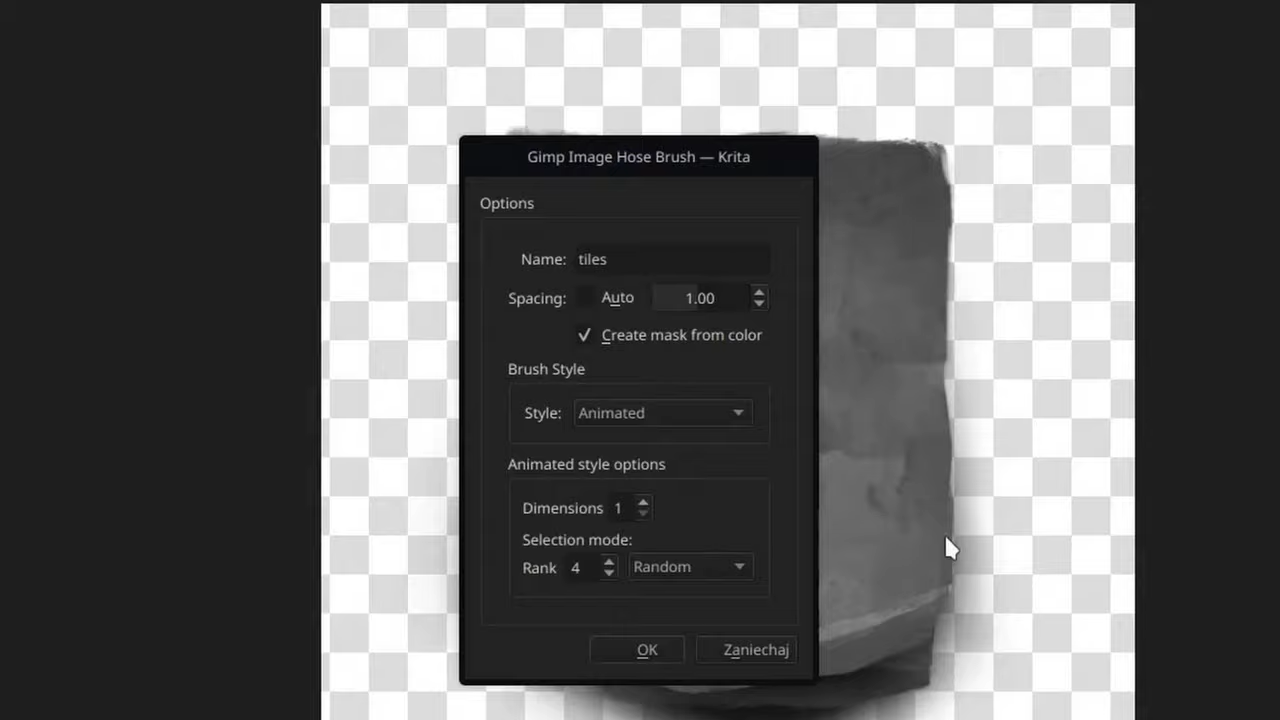 Gimp Image Hose Brush — Krita
Options
Name: tiles
Spacing: Auto 1.00
Create mask from color
Brush Style
Style: Animated
Animated style options
Dimensions 1
Selection mode:
Rank 4 Random
OK Zaniechaj